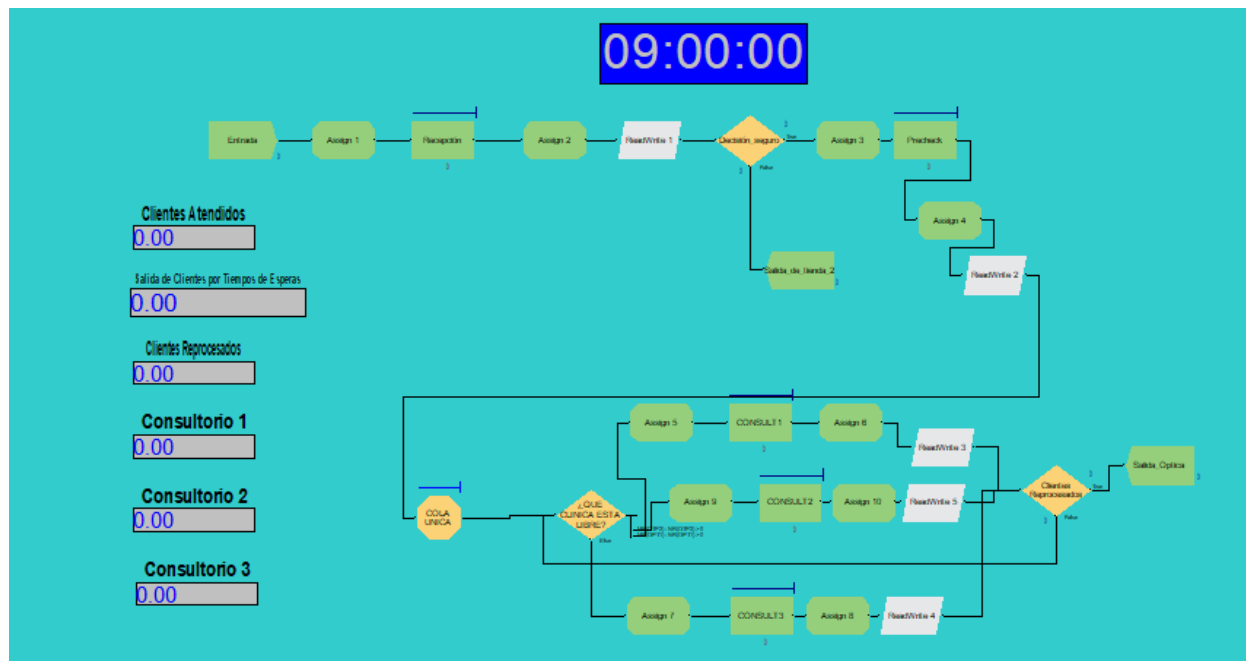 09:00:00
Entrada
Assign 1
Recepción
Assign 2
ReadWrite 1
Decisión_seguro
True
False
Assign 3
Precheck
Assign 4
ReadWrite 2
Salida_de_tienda_2
Clientes Atendidos
0.00
Salida de Clientes por Tiempos de Esperas
0.00
Clientes Reprocesados
0.00
Consultorio 1
0.00
Consultorio 2
0.00
Consultorio 3
0.00
COLA
UNICA
¿QUE
CLINICA ESTA
LIBRE?
Else
Assign 5
CONSULT1
Assign 6
ReadWrite 3
Assign 9
CONSULT2
Assign 10
ReadWrite 5
Assign 7
CONSULT3
Assign 8
ReadWrite 4
Clientes
Reprocesados
True
False
Salida_Optica